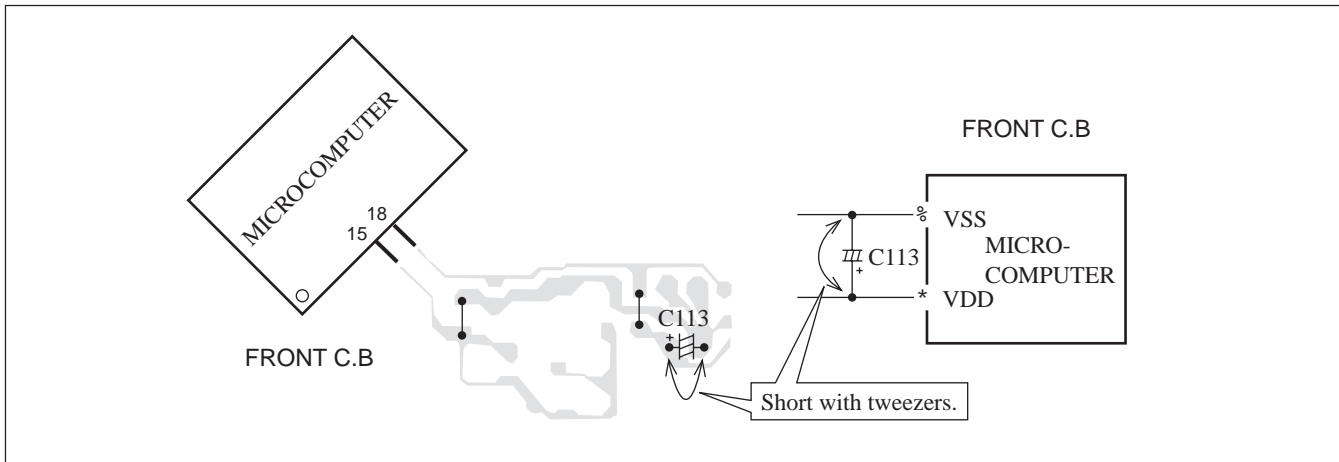 MICROCOMPUTER
18
15
FRONT C.B
C113
+
FRONT C.B
% VSS
C113
+
MICRO-
COMPUTER
* VDD
Short with tweezers.